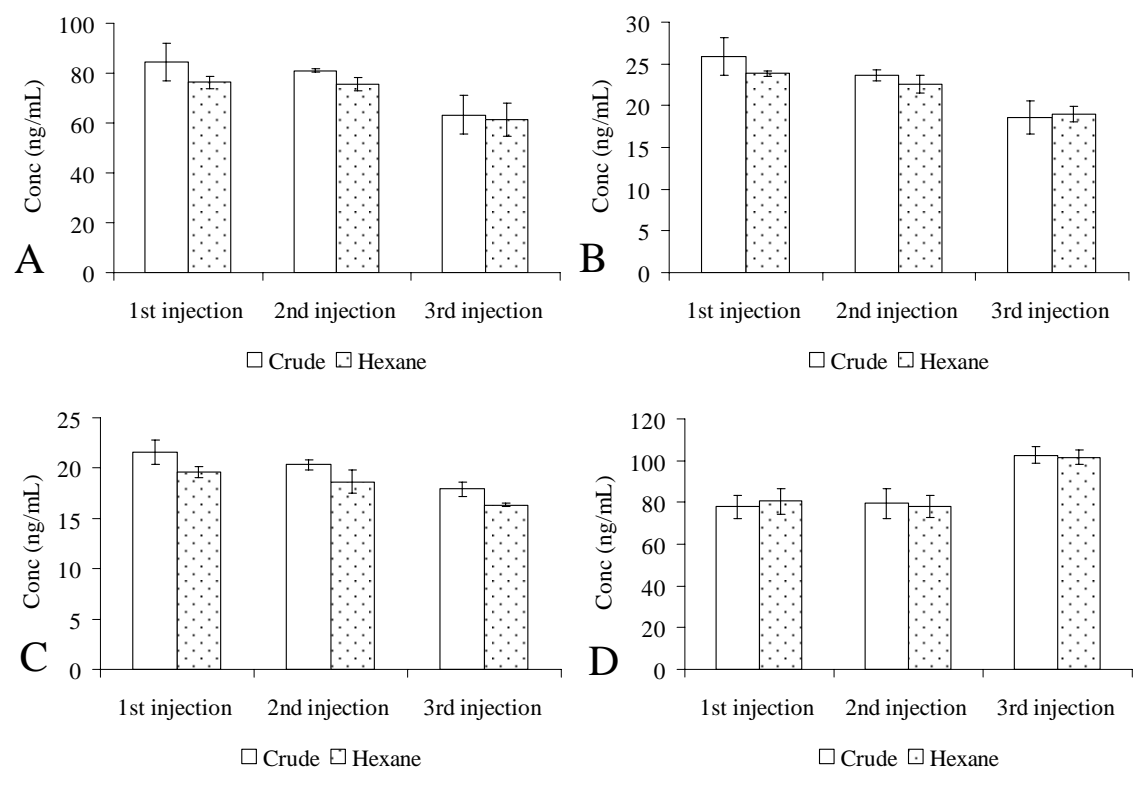 100
80
60
40
20
0
Conc (ng/mL)
A
1st injection 2nd injection 3rd injection
Crude Hexane
30
25
20
15
10
5
0
Conc (ng/mL)
B
1st injection 2nd injection 3rd injection
Crude Hexane
25
20
15
10
5
0
Conc (ng/mL)
C
1st injection 2nd injection 3rd injection
Crude Hexane
120
100
80
60
40
20
0
Conc (ng/mL)
D
1st injection 2nd injection 3rd injection
Crude Hexane